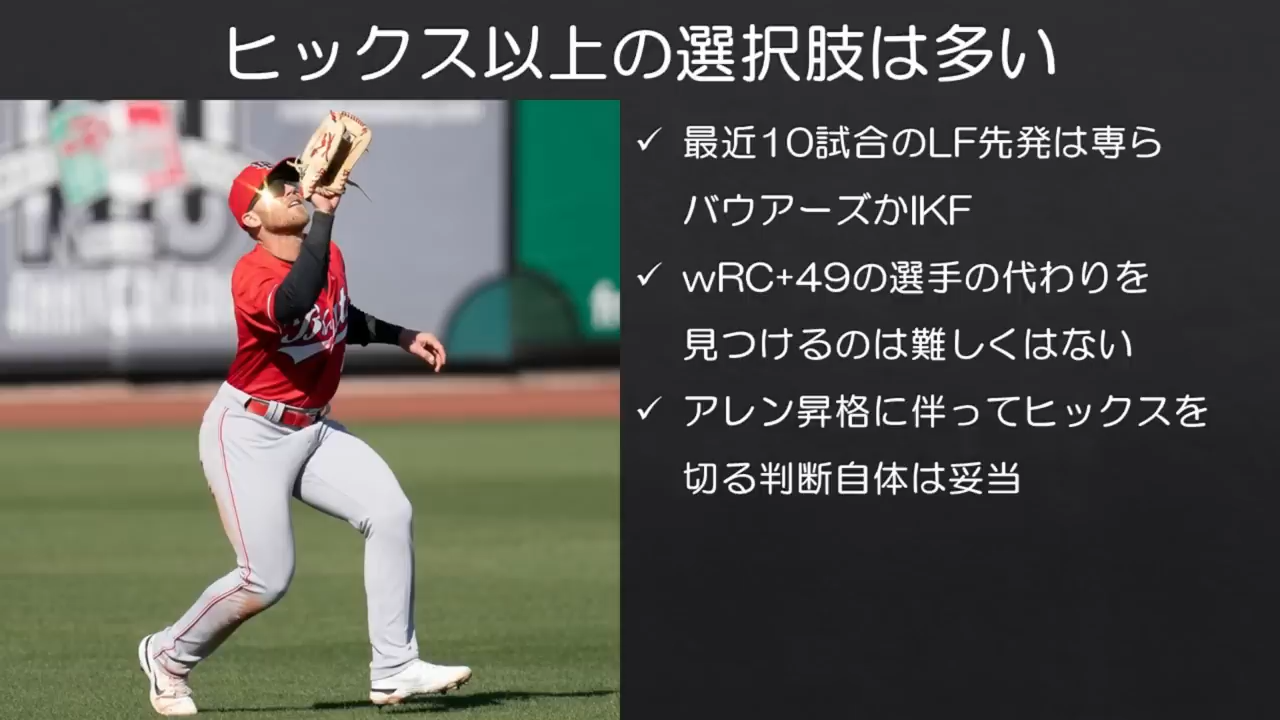 ヒックス以上の選択肢は多い
✓ 最近10試合のLF先発は専ら
バウアーズかIKF
✓ wRC+49の選手の代わりを
見つけるのは難しくはない
✓ アレン昇格に伴ってヒックスを
切る判断自体は妥当